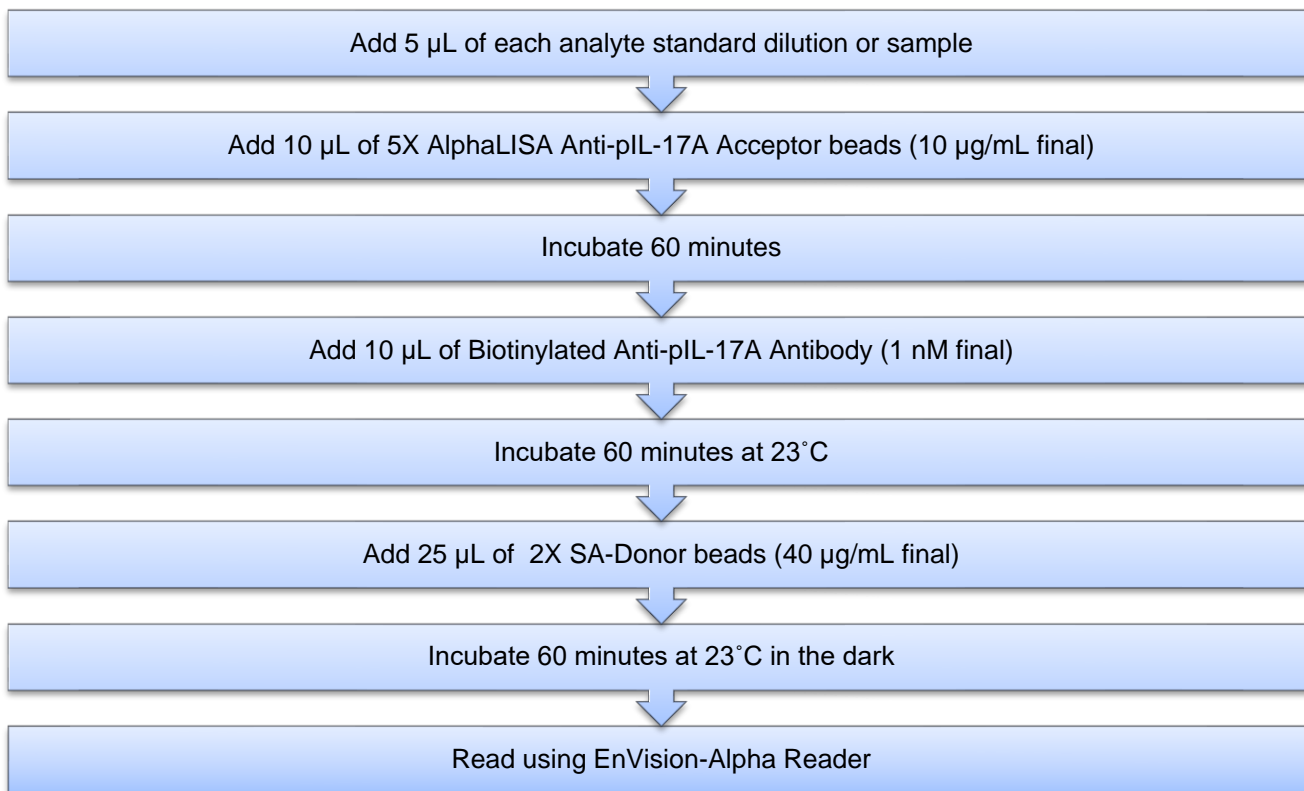 Add 5 µL of each analyte standard dilution or sample
Add 10 µL of 5X AlphaLISA Anti-pIL-17A Acceptor beads (10 µg/mL final)
Incubate 60 minutes
Add 10 µL of Biotinylated Anti-pIL-17A Antibody (1 nM final)
Incubate 60 minutes at 23˚C
Add 25 µL of  2X SA-Donor beads (40 µg/mL final)
Incubate 60 minutes at 23˚C in the dark
Read using EnVision-Alpha Reader